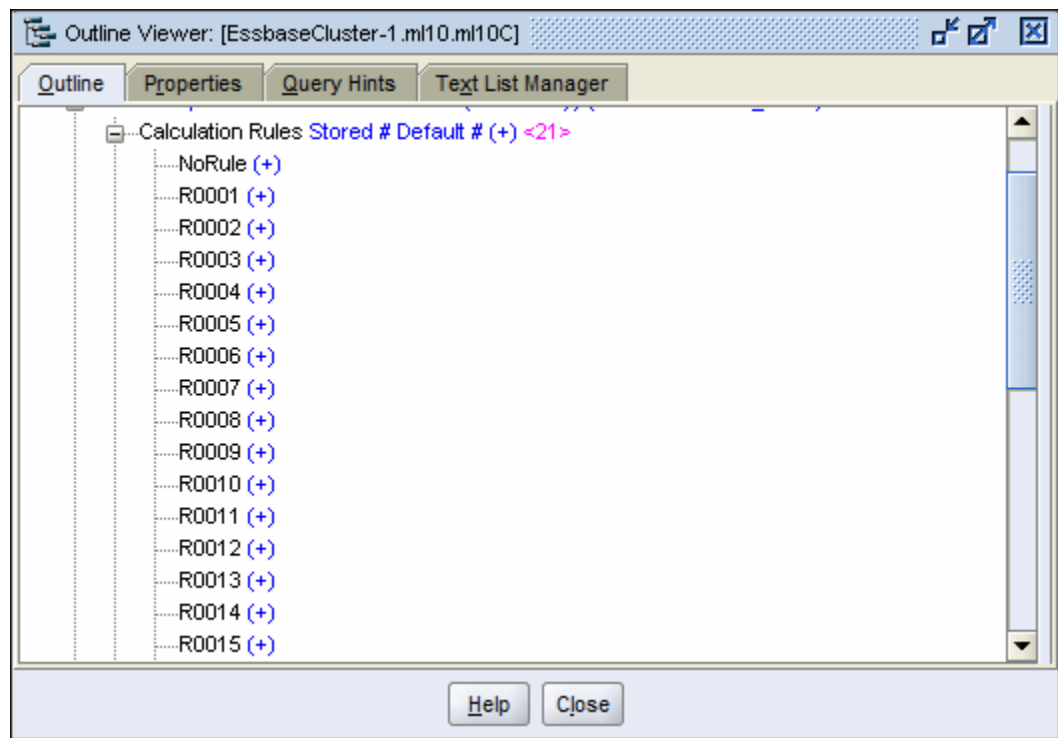 Outline Viewer: [EssbaseCluster-1.ml10.ml10C]
Outline Properties Query Hints Text List Manager
Calculation Rules Stored # Default # (+) <21>
NoRule (+)
R0001 (+)
R0002 (+)
R0003 (+)
R0004 (+)
R0005 (+)
R0006 (+)
R0007 (+)
R0008 (+)
R0009 (+)
R0010 (+)
R0011 (+)
R0012 (+)
R0013 (+)
R0014 (+)
R0015 (+)
Help Close